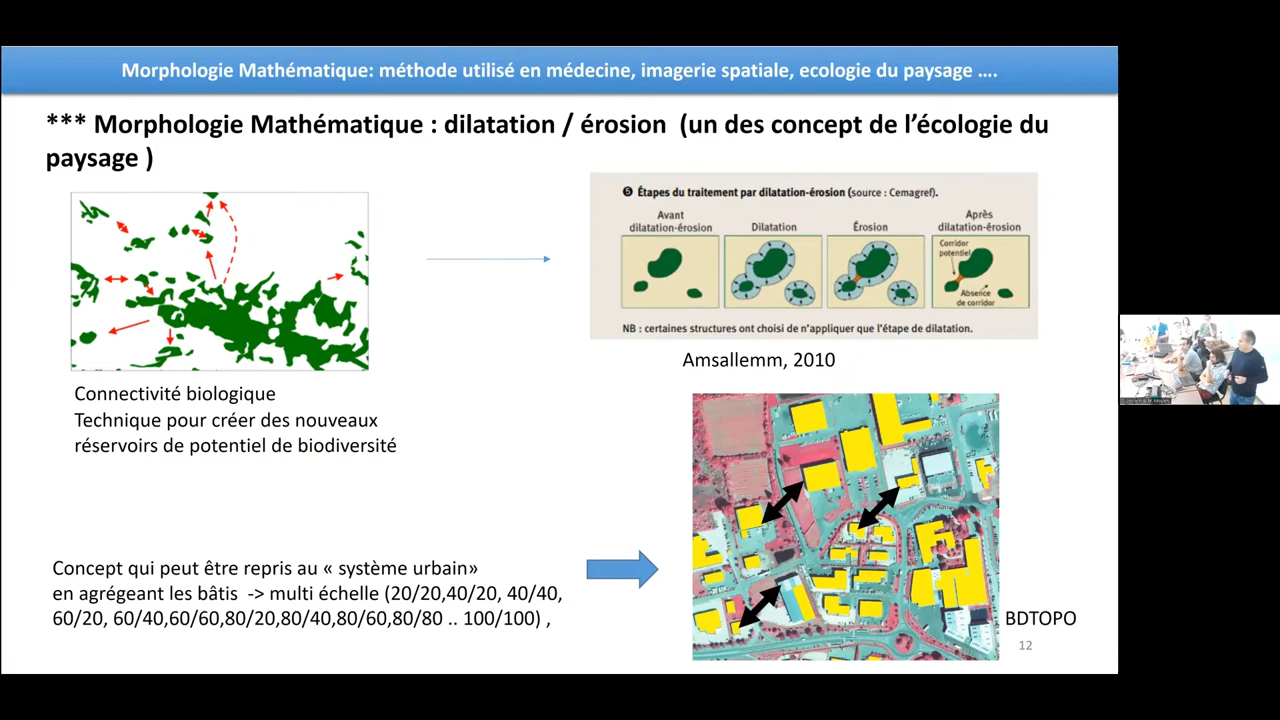 Morphologie Mathématique: méthode utilisé en médecine, imagerie spatiale, ecologie du paysage ....
*** Morphologie Mathématique : dilatation / érosion (un des concept de l’écologie du
paysage )
❺ Étapes du traitement par dilatation-érosion (source : Cemagref).
Avant
dilatation-érosion
Dilatation
Érosion
Après
dilatation-érosion
Corridor
potentiel
Absence
de corridor
NB : certaines structures ont choisi de n’appliquer que l’étape de dilatation.
Amsallemm, 2010
Connectivité biologique
Technique pour créer des nouveaux
réservoirs de potentiel de biodiversité
Concept qui peut être repris au « système urbain»
en agrégeant les bâtis -> multi échelle (20/20,40/20, 40/40,
60/20, 60/40,60/60,80/20,80/40,80/60,80/80 .. 100/100) ,
BDTOPO
12